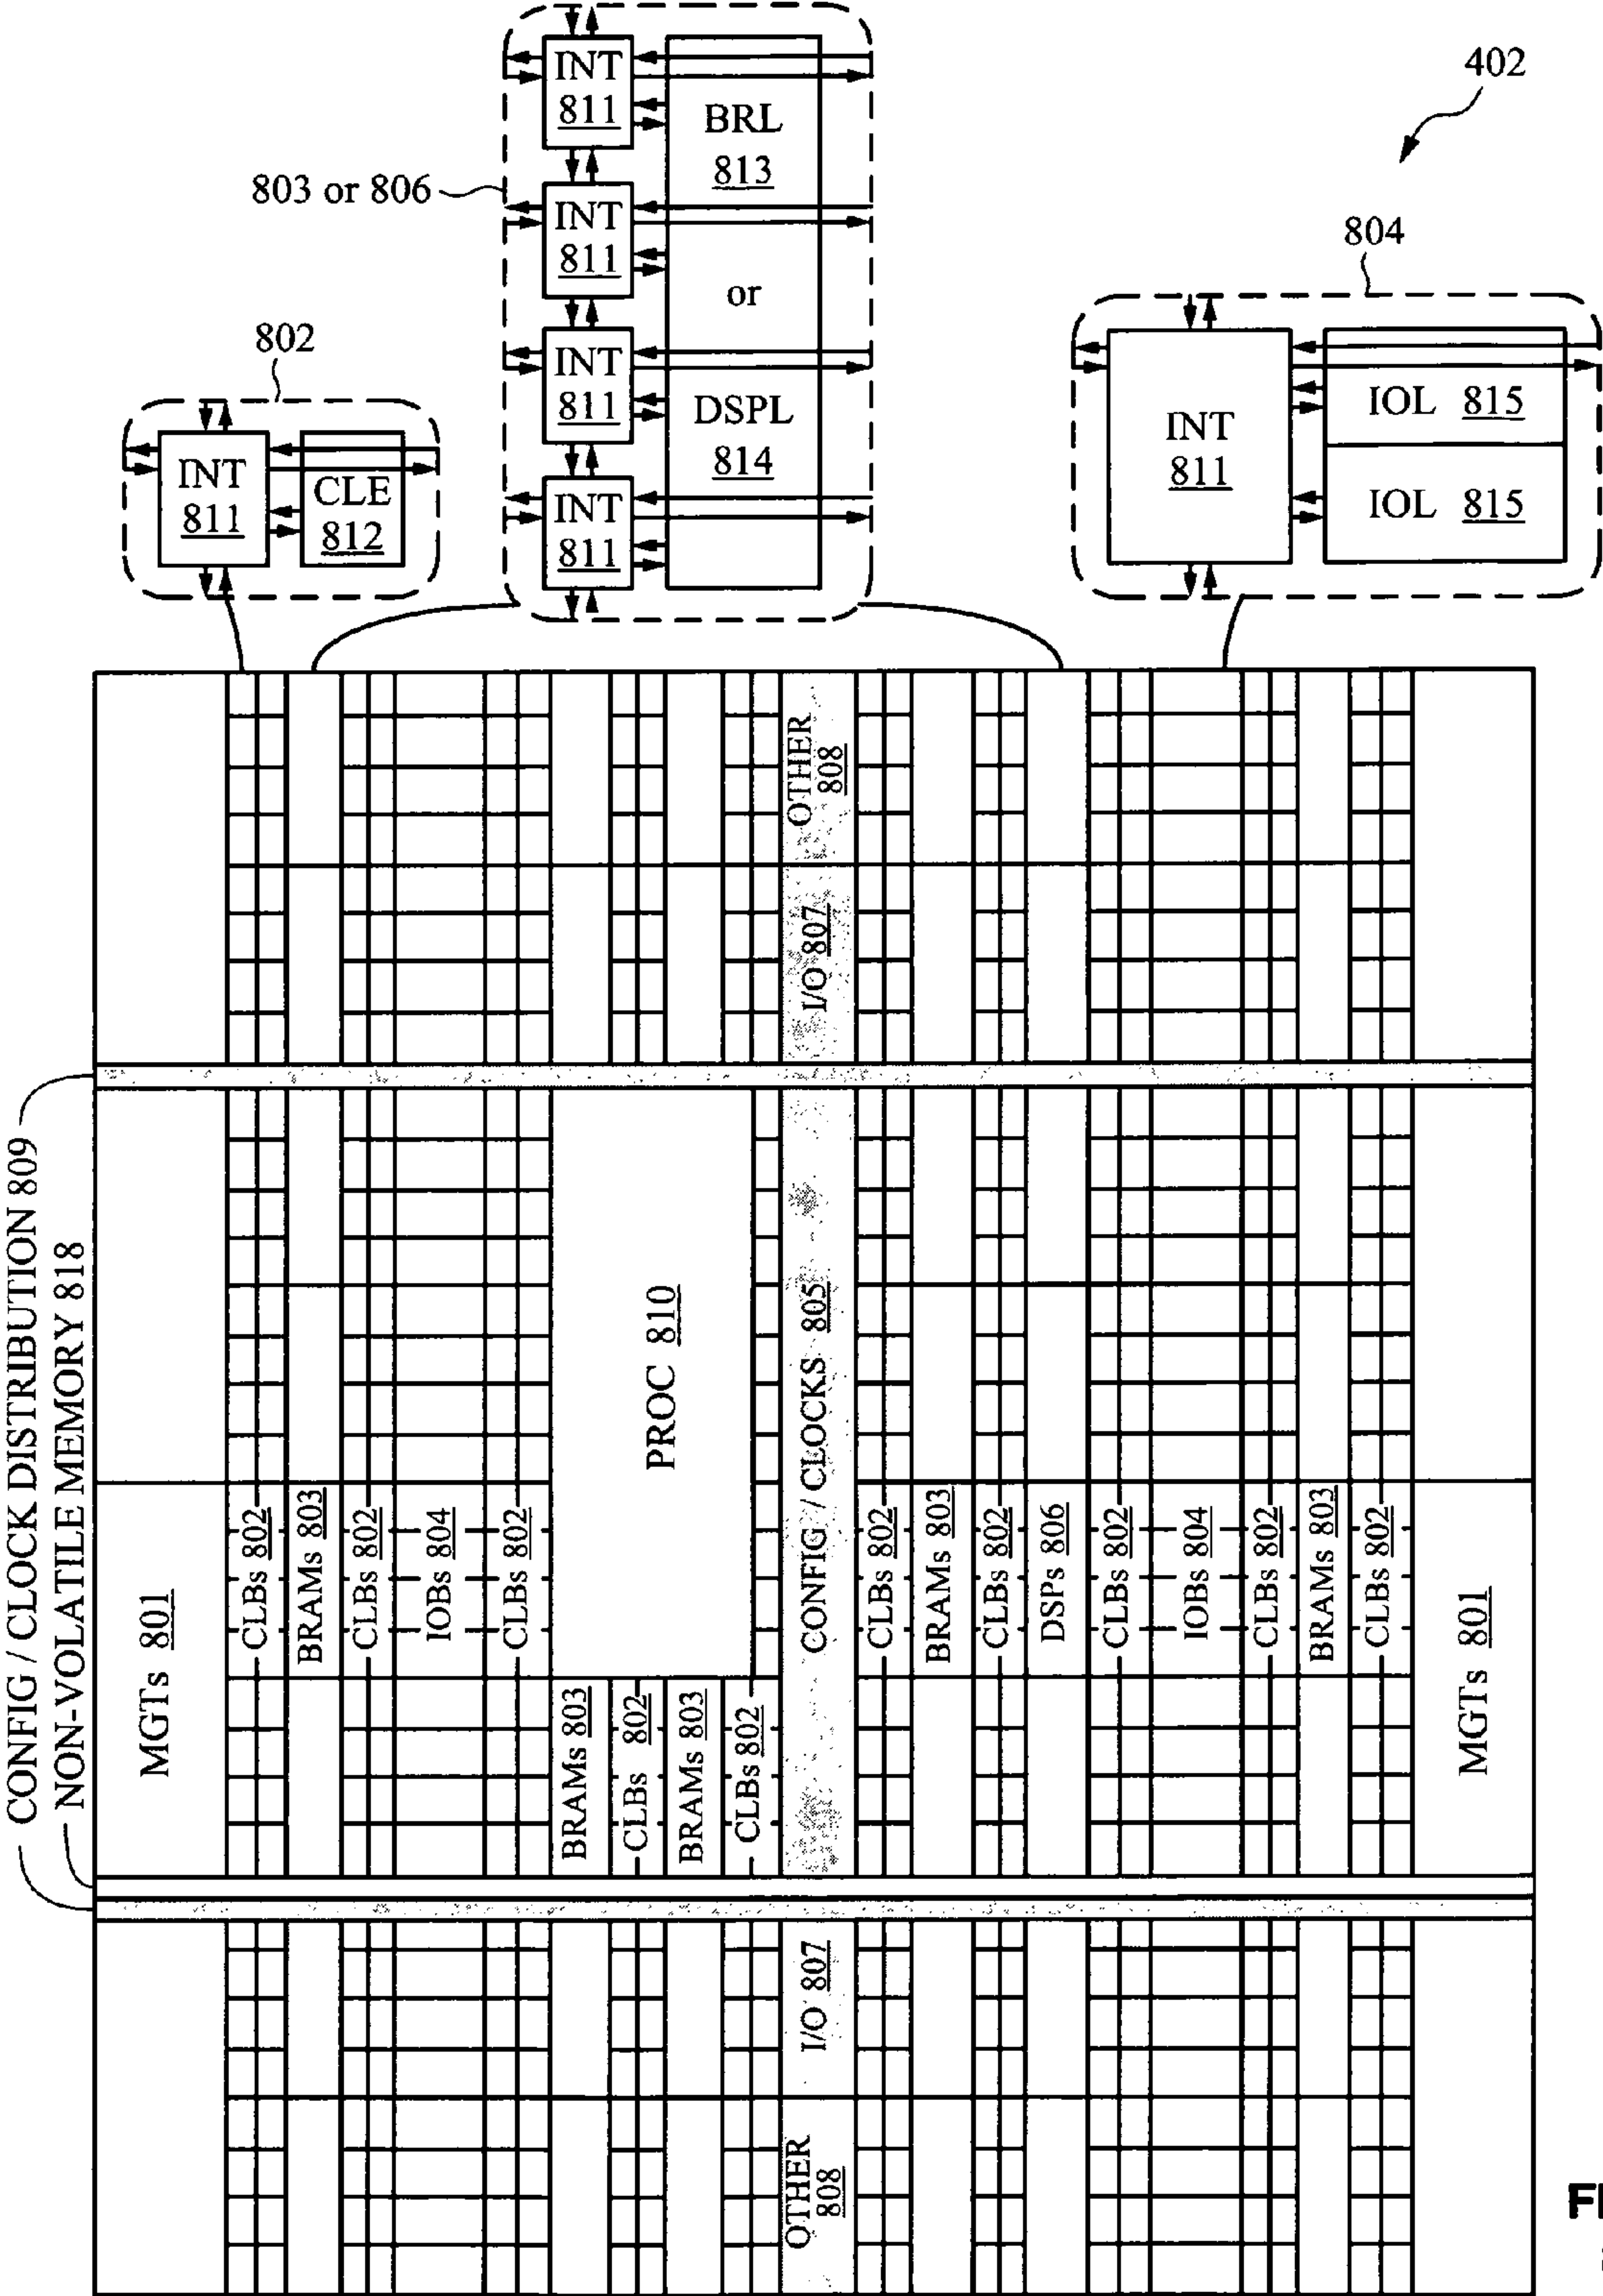 402
INT
811
BRL
813
INT
811
803 or 806
or
INT
811
DSPL
814
INT
811
804
INT
811
IOL 815
IOL 815
802
INT
811
CLE
812
CONFIG / CLOCK DISTRIBUTION 809
NON-VOLATILE MEMORY 818
OTHER
808
I/O 807
MGTs 801
CLBs 802
BRAMs 803
CLBs 802
IOBs 804
CLBs 802
PROC 810
BRAMs 803
CLBs 802
BRAMs 803
CLBs 802
CONFIG / CLOCKS 805
CLBs 802
BRAMs 803
CLBs 802
DSPs 806
CLBs 802
IOBs 804
CLBs 802
BRAMs 803
CLBs 802
MGTs 801
I/O 807
OTHER
808